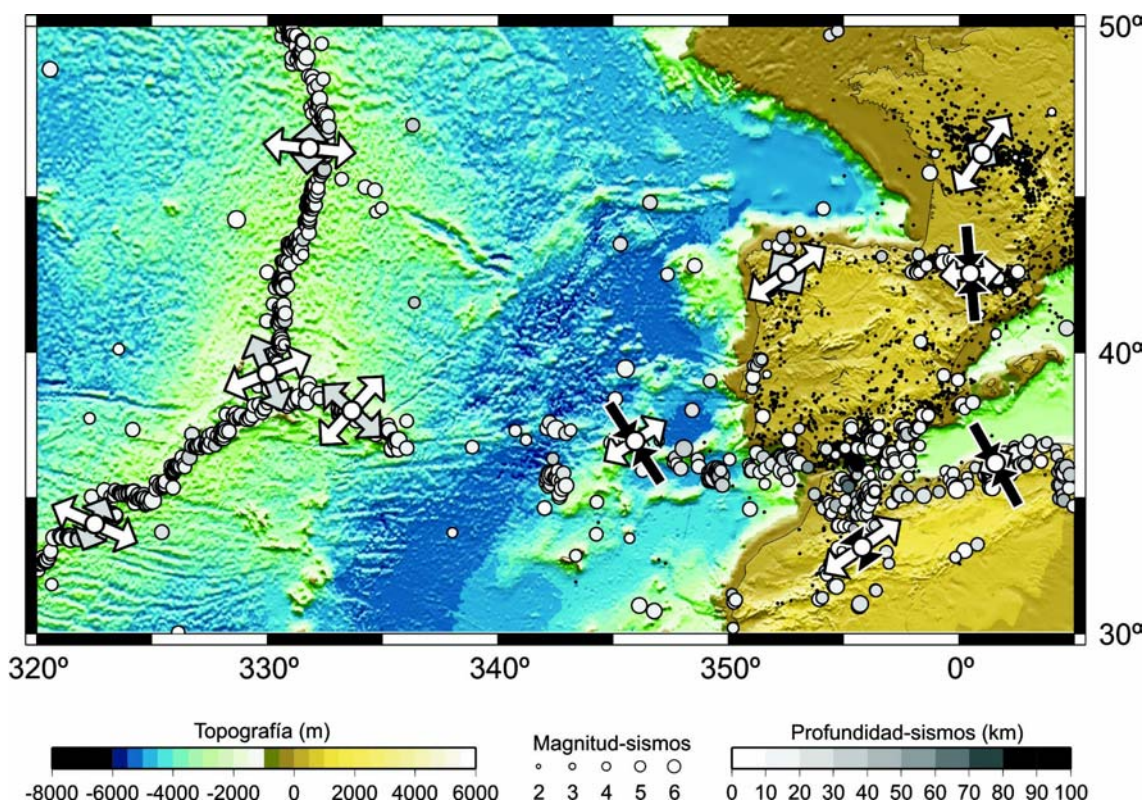 50º
40º
30º
320º 330º 340º 350º 0º
Topografía (m)
-8000 -6000 -4000 -2000 0 2000 4000 6000
Magnitud-sismos
2 3 4 5 6
Profundidad-sismos (km)
0 10 20 30 40 50 60 70 80 90 100